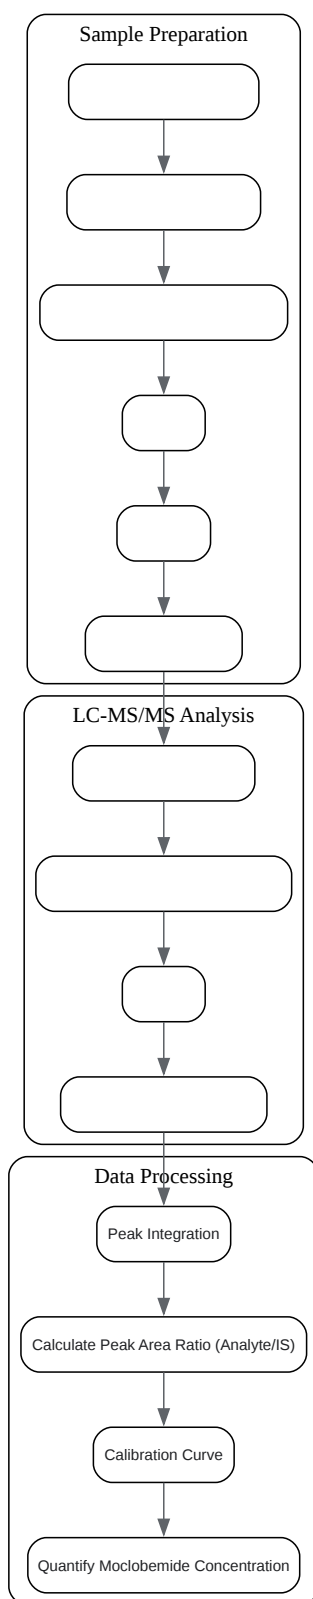 Sample Preparation
LC-MS/MS Analysis
Data Processing
Peak Integration
Calculate Peak Area Ratio (Analyte/IS)
Calibration Curve
Quantify Moclobemide Concentration